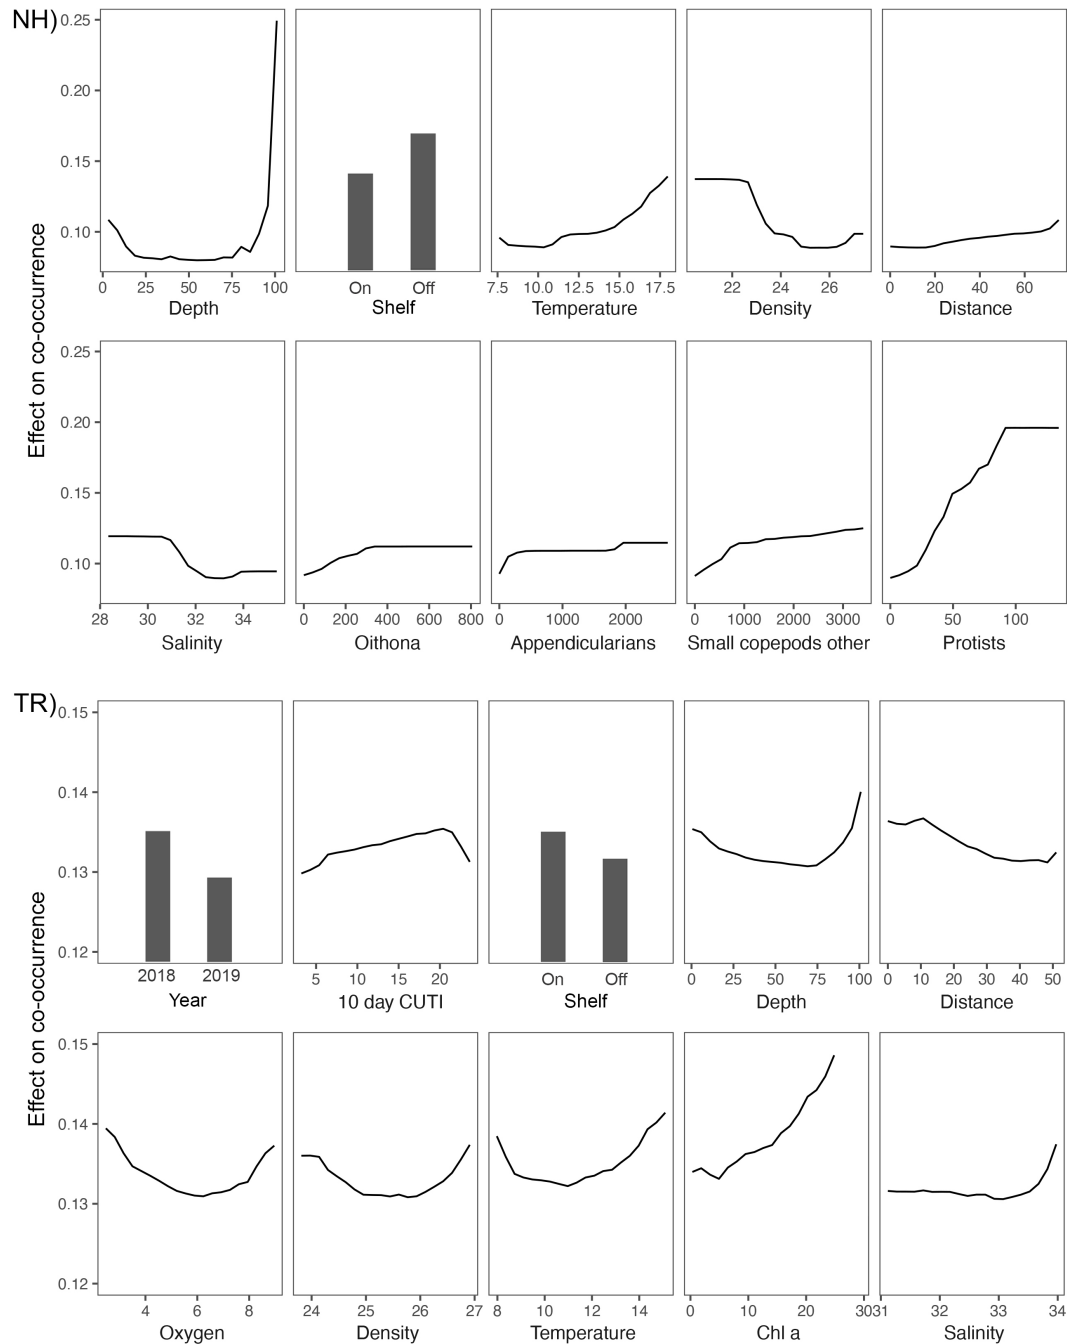 NH)
Effect on co-occurrence
0.25
0.20
0.15
0.10
0 25 50 75 100
Depth
On Off
Shelf
7.5 10.0 12.5 15.0 17.5
Temperature
22 24 26
Density
0 20 40 60
Distance
0.25
0.20
0.15
0.10
28 30 32 34
Salinity
0 200 400 600 800
Oithona
0 1000 2000
Appendicularians
0 1000 2000 3000
Small copepods other
0 50 100
Protists
TR)
Effect on co-occurrence
0.15
0.14
0.13
0.12
2018 2019
Year
5 10 15 20
10 day CUTI
On Off
Shelf
0 25 50 75 100
Depth
0 10 20 30 40 50
Distance
0.15
0.14
0.13
0.12
4 6 8
Oxygen
24 25 26 27
Density
8 10 12 14
Temperature
0 10 20 30
Chl a
31 32 33 34
Salinity